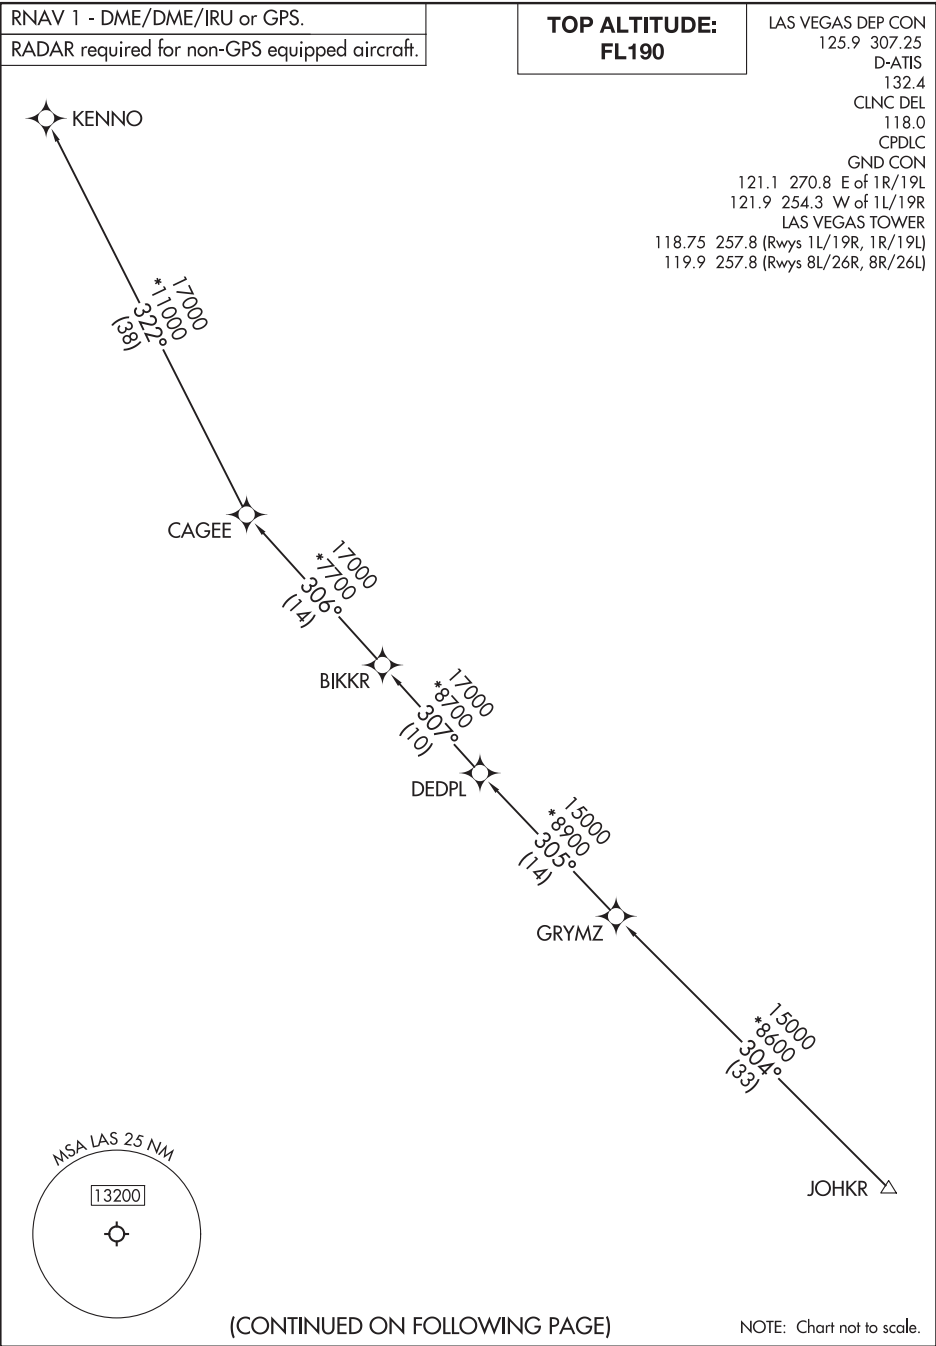 RNAV 1 - DME/DME/IRU or GPS.
RADAR required for non-GPS equipped aircraft.
TOP ALTITUDE:
FL190
LAS VEGAS DEP CON
125.9 307.25
D-ATIS
132.4
CLNC DEL
118.0
CPDLC
GND CON
121.1 270.8 E of 1R/19L
121.9 254.3 W of 1L/19R
LAS VEGAS TOWER
118.75 257.8 (Rwys 1L/19R, 1R/19L)
119.9 257.8 (Rwys 8L/26R, 8R/26L)
KENNO
17000
*11000
322°
(38)
CAGEE
17000
*7700
306°
(14)
BIKKR
17000
*8700
307°
(10)
DEDPL
15000
*8900
305°
(14)
GRYMZ
15000
*8600
304°
(33)
JOHKR
MSA LAS 25 NM
13200
(CONTINUED ON FOLLOWING PAGE)
NOTE: Chart not to scale.